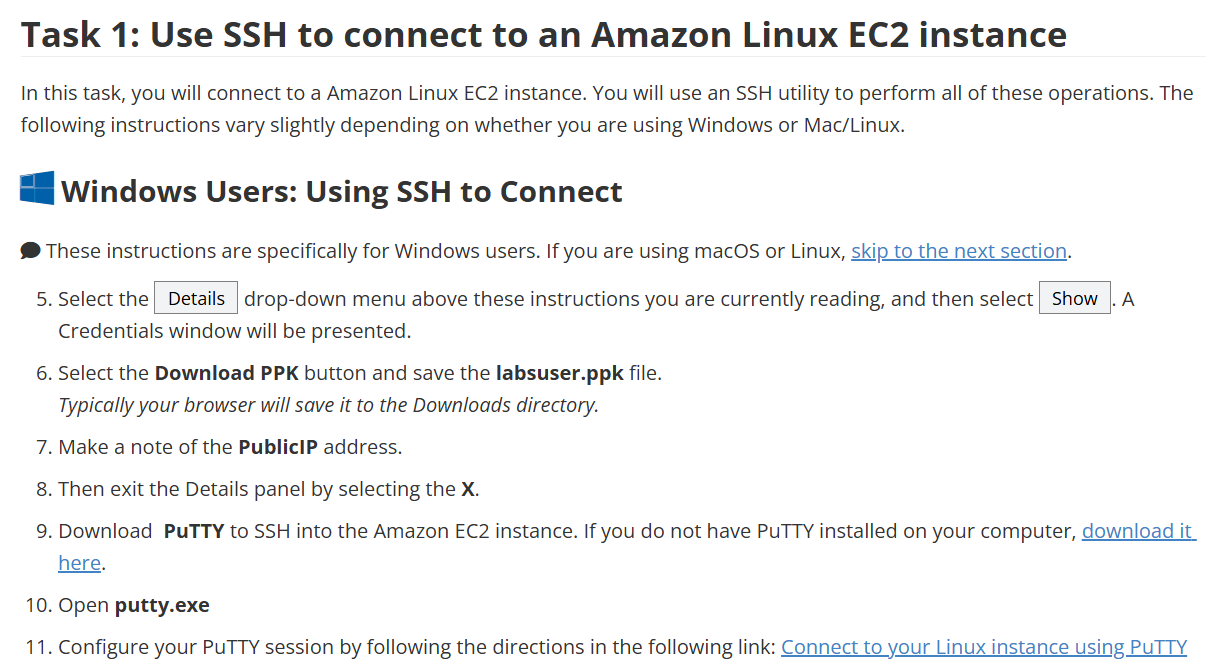 Task 1: Use SSH to connect to an Amazon Linux EC2 instance
In this task, you will connect to a Amazon Linux EC2 instance. You will use an SSH utility to perform all of these operations. The
following instructions vary slightly depending on whether you are using Windows or Mac/Linux.
Windows Users: Using SSH to Connect
These instructions are specifically for Windows users. If you are using macOS or Linux, skip to the next section.
5. Select the Details drop-down menu above these instructions you are currently reading, and then select Show. A
Credentials window will be presented.
6. Select the Download PPK button and save the labsuser.ppk file.
Typically your browser will save it to the Downloads directory.
7. Make a note of the PublicIP address.
8. Then exit the Details panel by selecting the X.
9. Download PuTTY to SSH into the Amazon EC2 instance. If you do not have PuTTY installed on your computer, download it
here.
10. Open putty.exe
11. Configure your PuTTY session by following the directions in the following link: Connect to your Linux instance using PuTTY